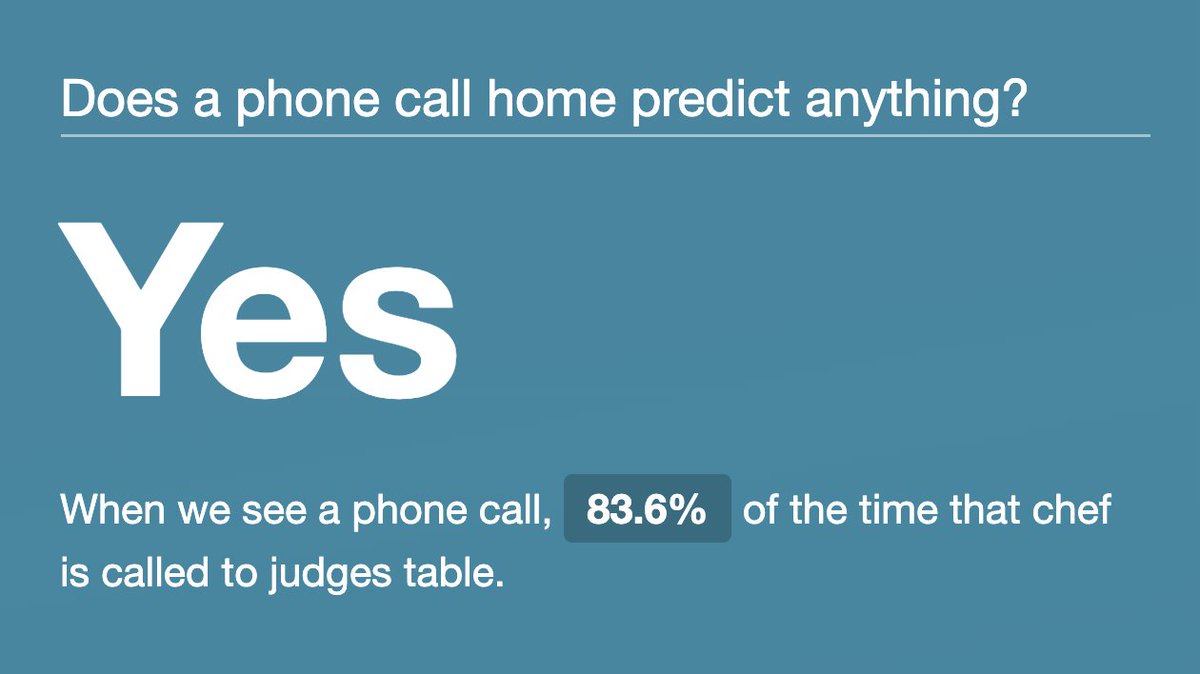 Does a phone call home predict anything?
Yes
When we see a phone call, 83.6% of the time that chef
is called to judges table.